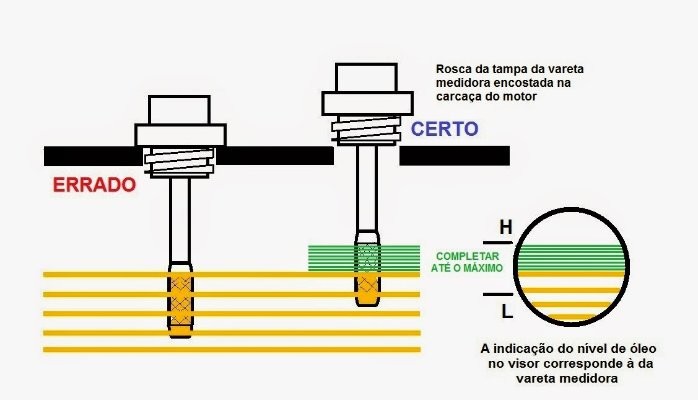 Rosca da tampa da vareta
medidora encostada na
carcaça do motor
CERTO
ERRADO
H
COMPLETAR
ATÉ O MÁXIMO
L
A indicação do nível de óleo
no visor corresponde à da
vareta medidora